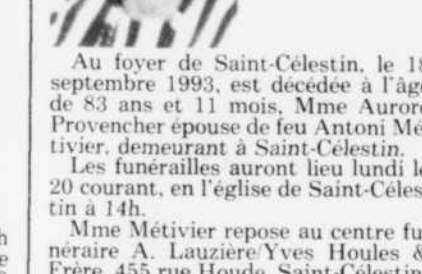 Au foyer de Saint-Célestin, le 18
septembre 1993, est décédée à l'âge
de 83 ans et 11 mois, Mme Aurore
Provencher épouse de feu Antoni Mé-
tivier, demeurant à Saint-Célestin.
Les funérailles auront lieu lundi le
20 courant, en l'église de Saint-Céles-
tin à 14h.
Mme Métivier repose au centre fu-
néraire A. Lauzière/Yves Houles &
Frère, 455 rue Houde, Saint-Célestin.